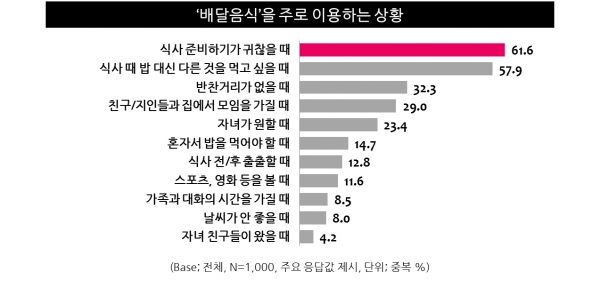 ‘배달음식’을 주로 이용하는 상황
식사 준비하기가 귀찮을 때 61.6
식사 때 밥 대신 다른 것을 먹고 싶을 때 57.9
반찬거리가 없을 때 32.3
친구/지인들과 집에서 모임을 가질 때 29.0
자녀가 원할 때 23.4
혼자서 밥을 먹어야 할 때 14.7
식사 전/후 출출할 때 12.8
스포츠, 영화 등을 볼 때 11.6
가족과 대화의 시간을 가질 때 8.5
날씨가 안 좋을 때 8.0
자녀 친구들이 왔을 때 4.2
(Base; 전체, N=1,000, 주요 응답값 제시, 단위; 중복 %)